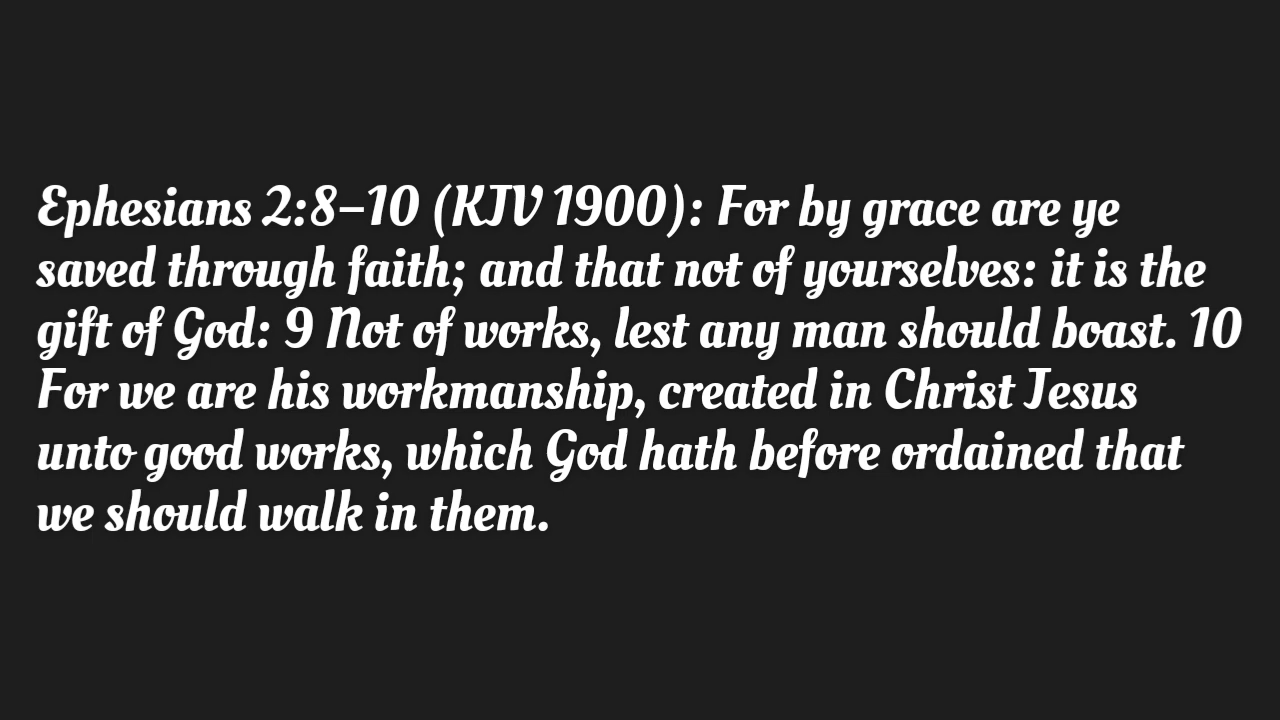 Ephesians 2:8–10 (KJV 1900): For by grace are ye
saved through faith; and that not of yourselves: it is the
gift of God: 9 Not of works, lest any man should boast. 10
For we are his workmanship, created in Christ Jesus
unto good works, which God hath before ordained that
we should walk in them.